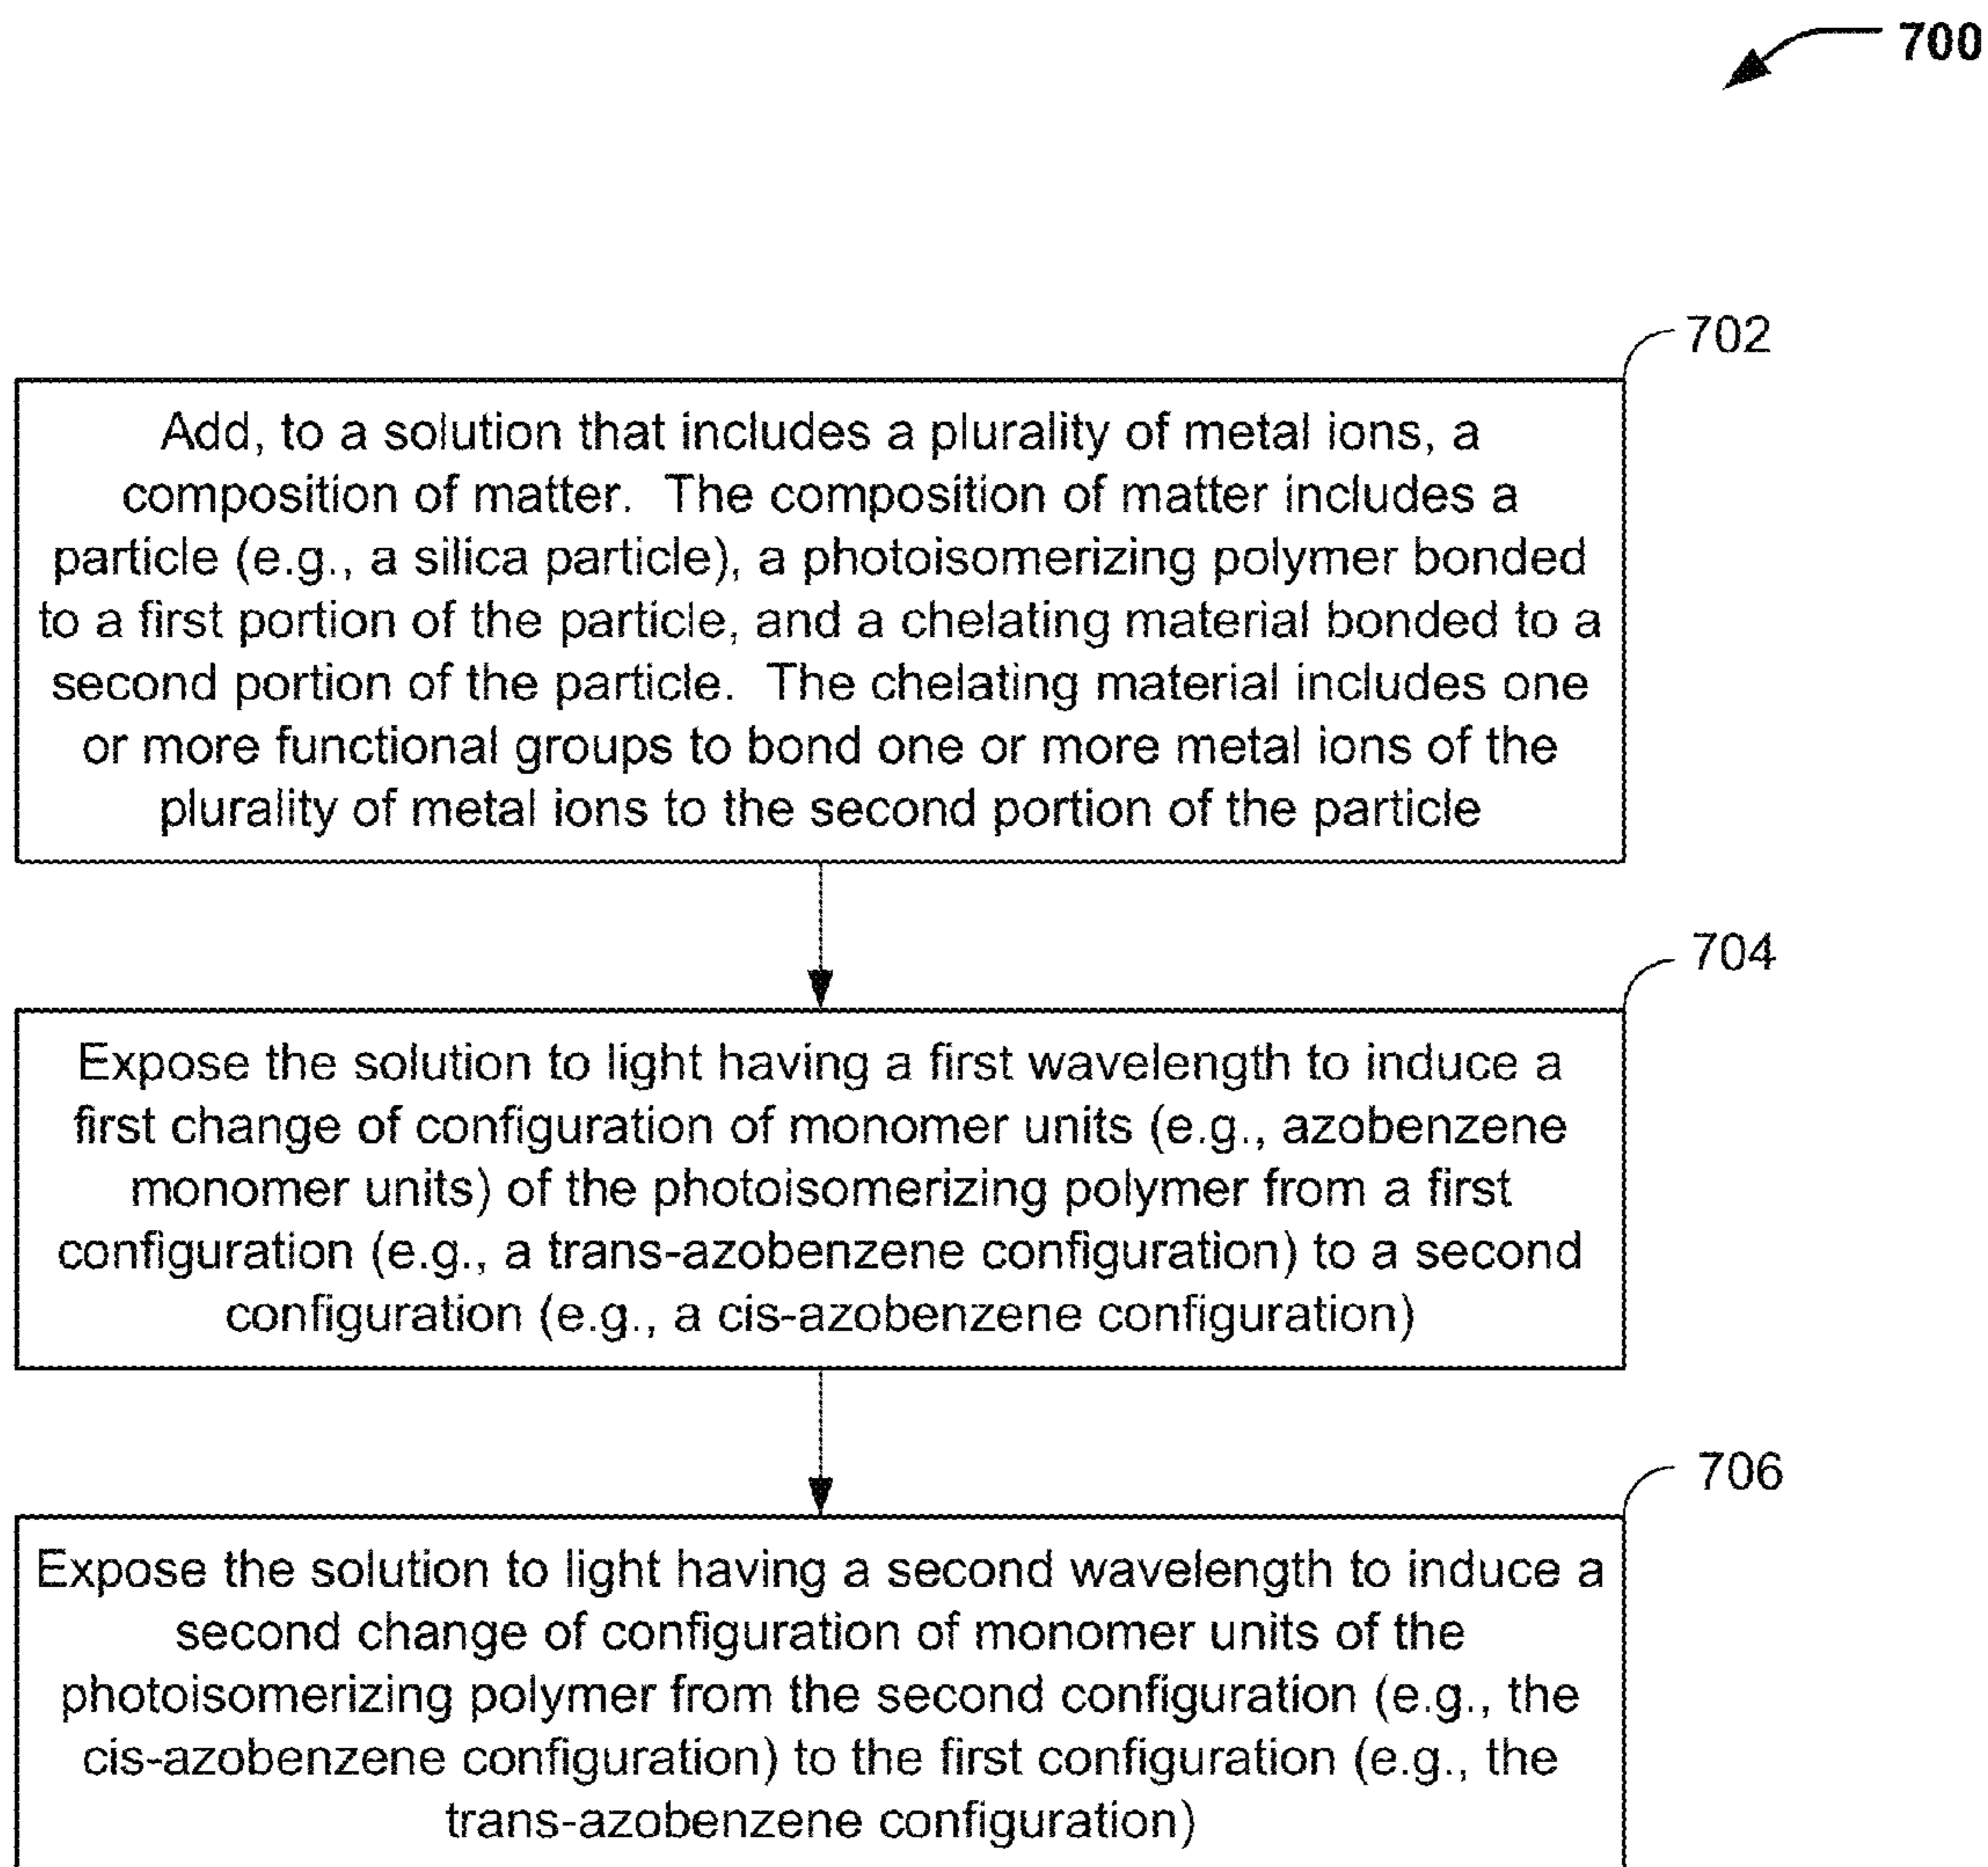 700
702
Add, to a solution that includes a plurality of metal ions, a
composition of matter. The composition of matter includes a
particle (e.g., a silica particle), a photoisomerizing polymer bonded
to a first portion of the particle, and a chelating material bonded to a
second portion of the particle. The chelating material includes one
or more functional groups to bond one or more metal ions of the
plurality of metal ions to the second portion of the particle
704
Expose the solution to light having a first wavelength to induce a
first change of configuration of monomer units (e.g., azobenzene
monomer units) of the photoisomerizing polymer from a first
configuration (e.g., a trans-azobenzene configuration) to a second
configuration (e.g., a cis-azobenzene configuration)
706
Expose the solution to light having a second wavelength to induce a
second change of configuration of monomer units of the
photoisomerizing polymer from the second configuration (e.g., the
cis-azobenzene configuration) to the first configuration (e.g., the
trans-azobenzene configuration)